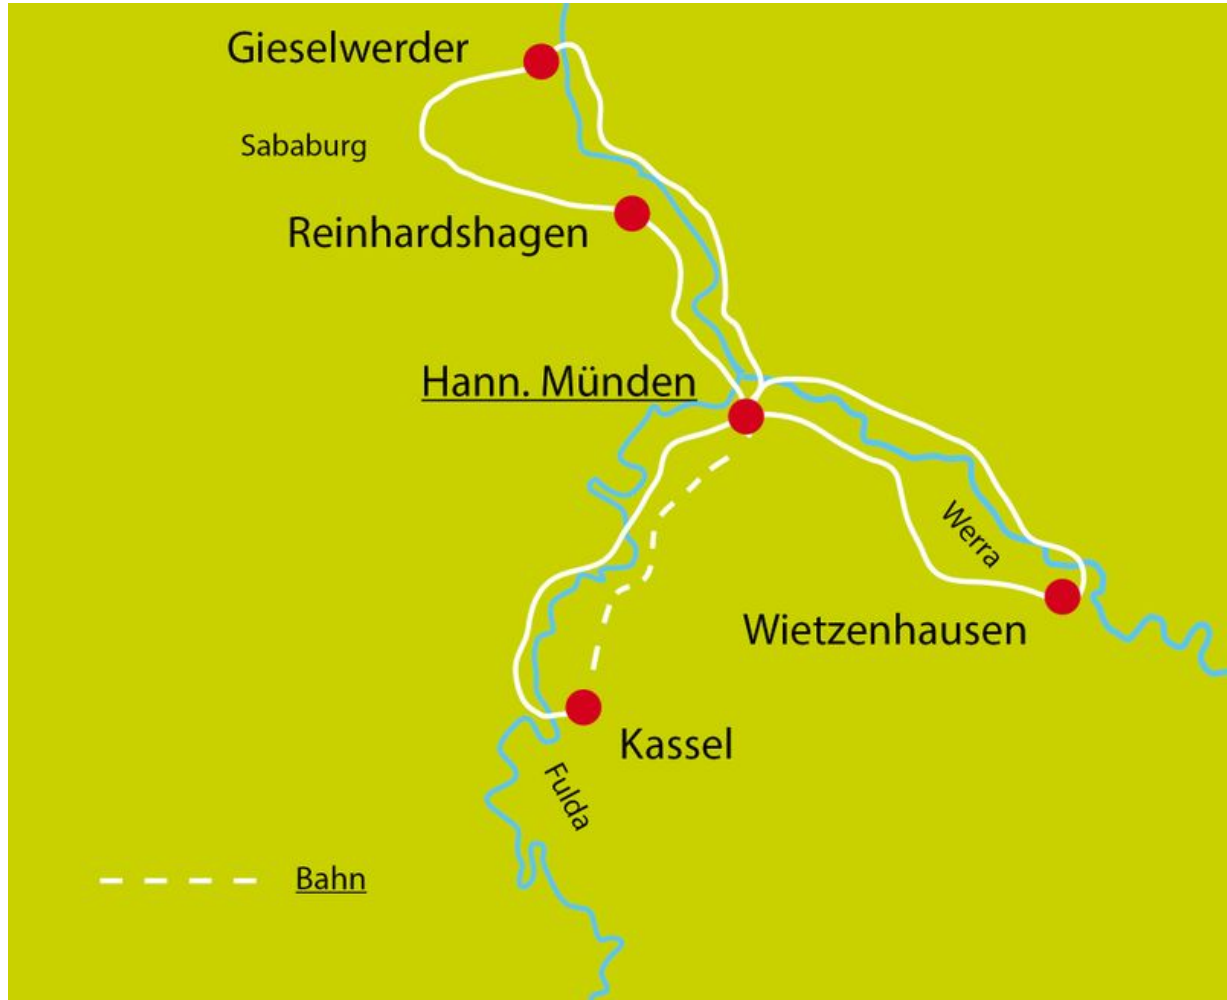 Gieselwerder
Sababurg
Reinhardshagen
Hann. Münden
Werra
Wietzenhausen
Kassel
Fulda
Bahn